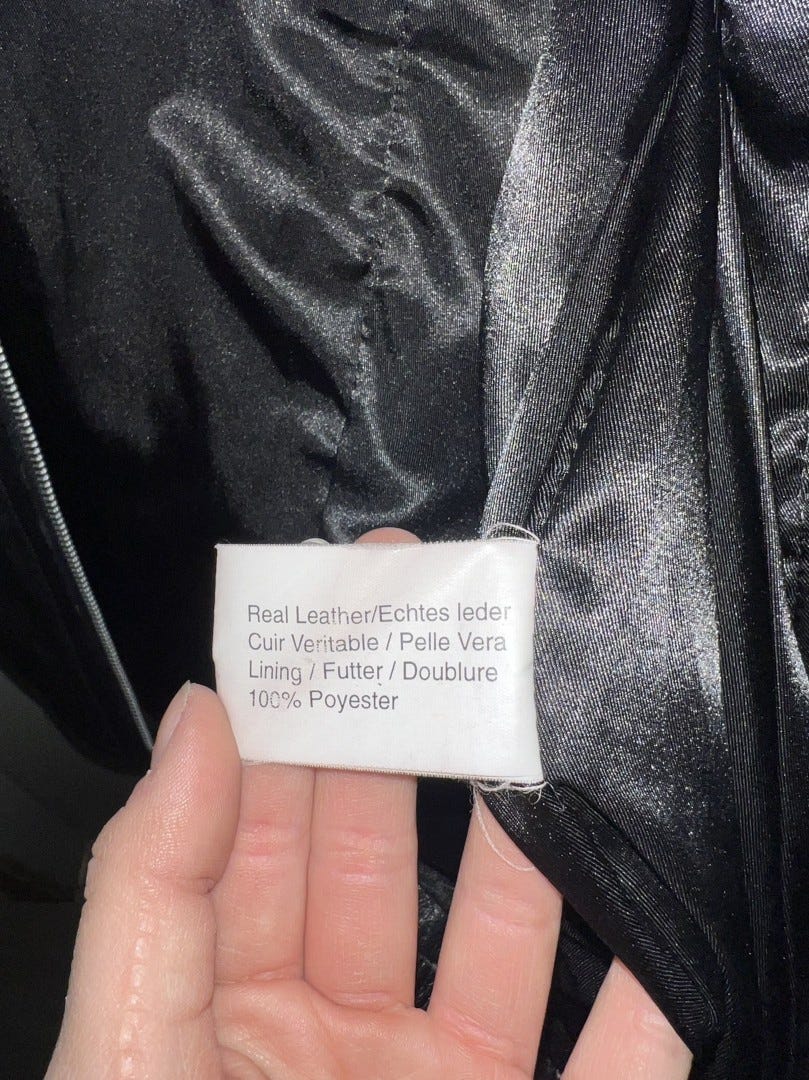 Real Leather/Echtes leder
Cuir Veritable / Pelle Vera
Lining / Futter / Doublure
100% Poyester